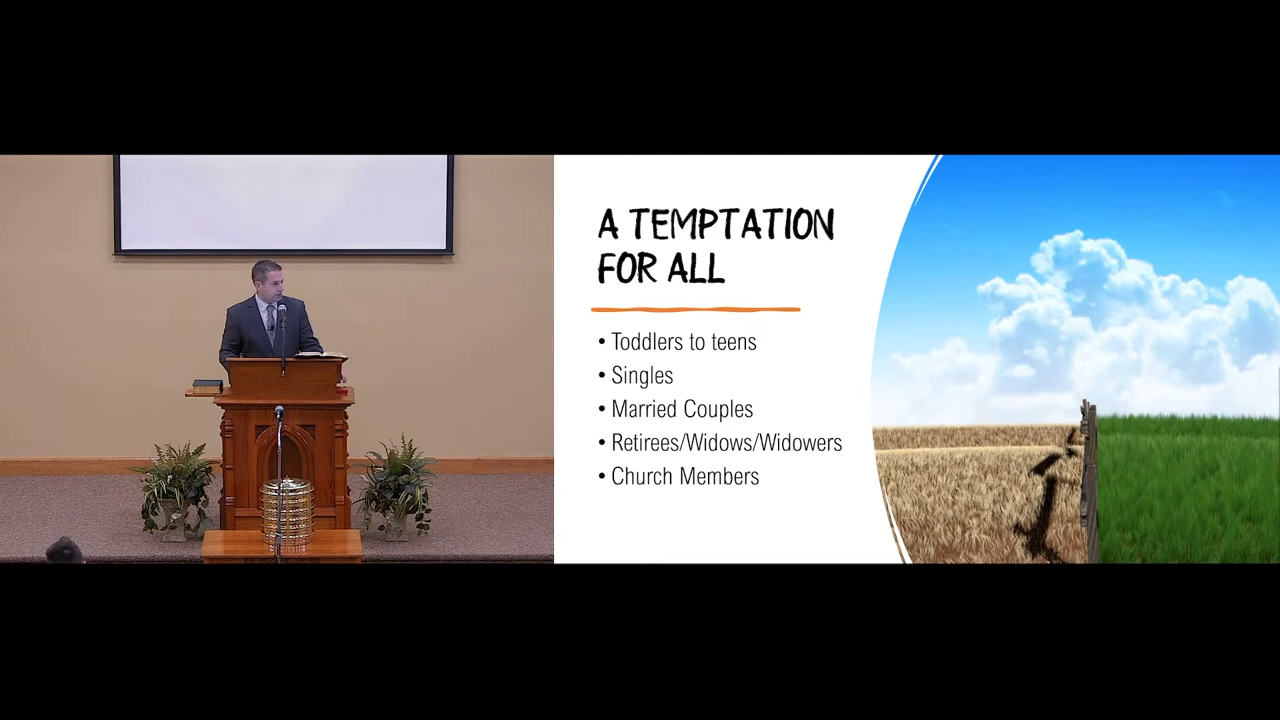 A TEMPTATION
FOR ALL
• Toddlers to teens
• Singles
• Married Couples
• Retirees/Widows/Widowers
• Church Members